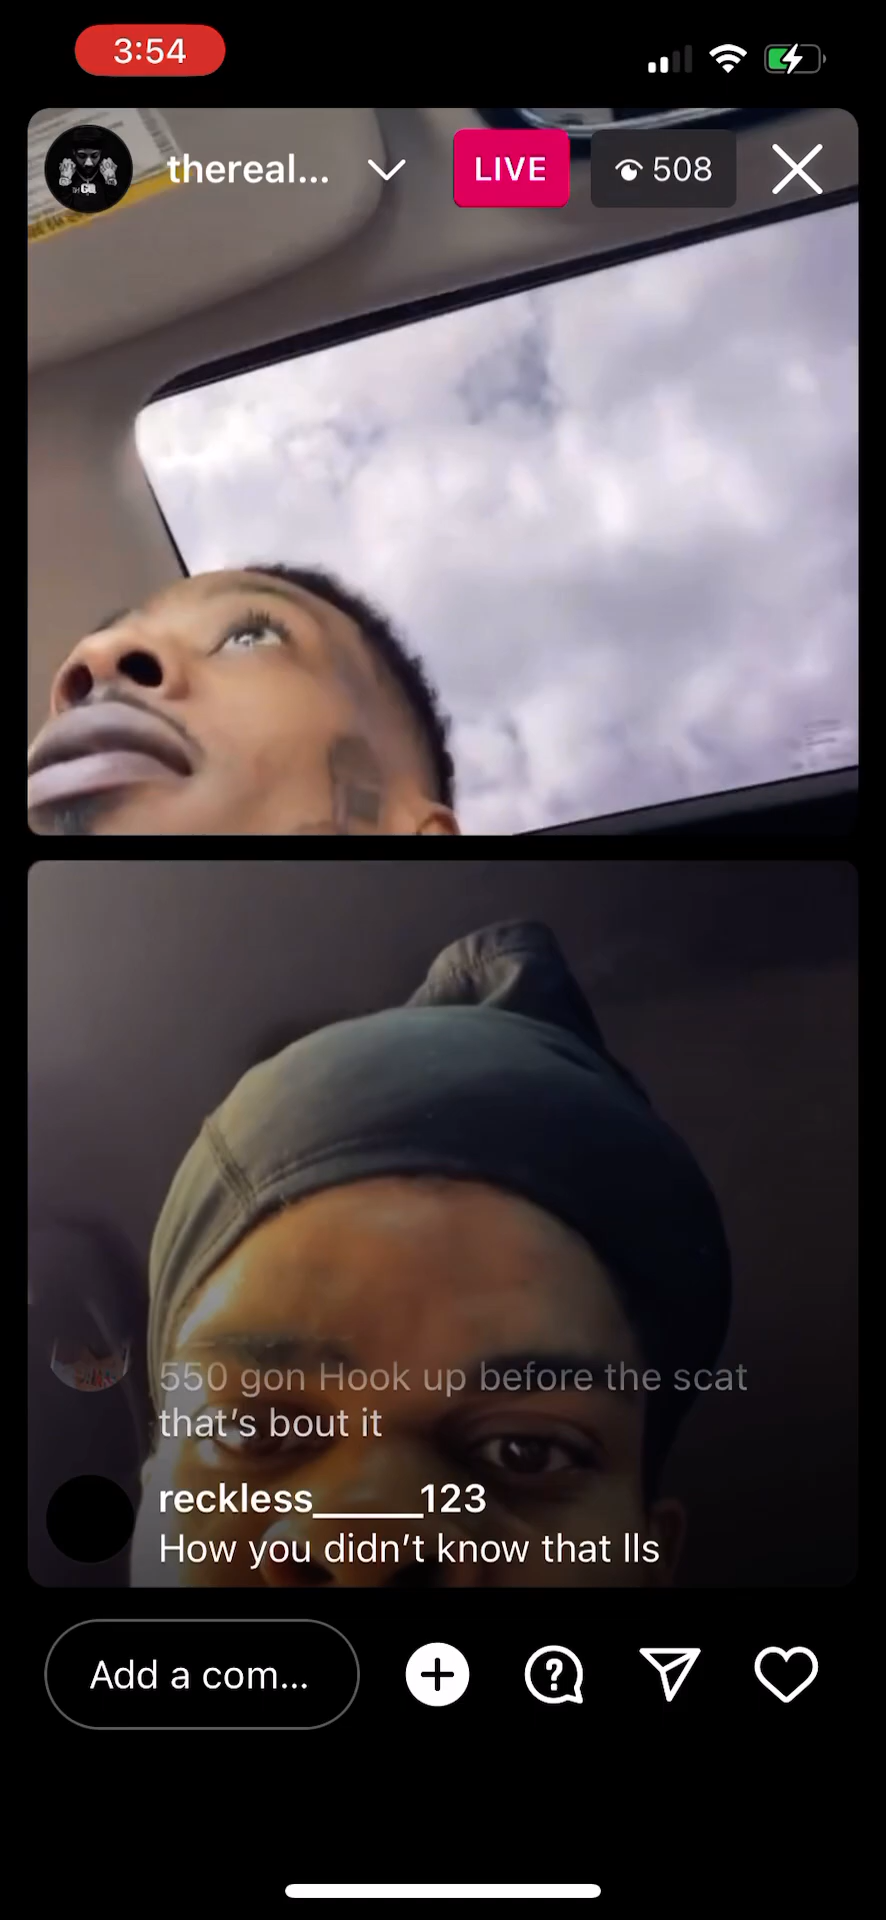 3:54
thereal...
LIVE
508
550 gon Hook up before the scat
that's bout it
reckless_____123
How you didn't know that lls
Add a com...